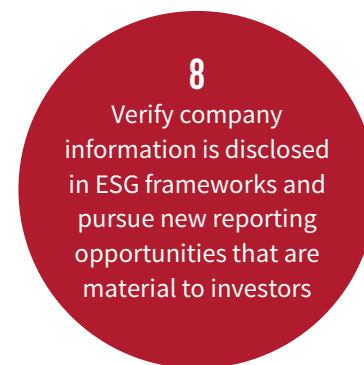 8
Verify company
information is disclosed
in ESG frameworks and
pursue new reporting
opportunities that are
material to investors